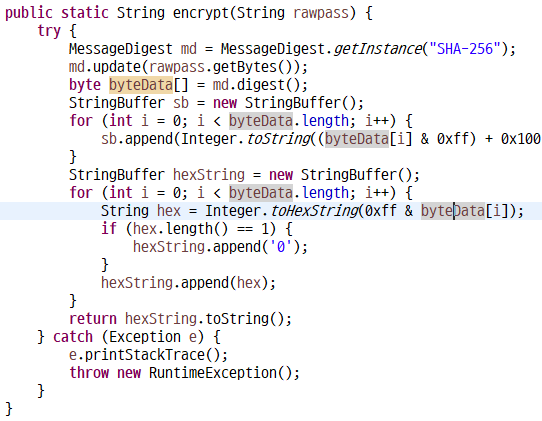 public static String encrypt(String rawpass) {
    try {
        MessageDigest md = MessageDigest.getInstance("SHA-256");
        md.update(rawpass.getBytes());
        byte byteData[] = md.digest();
        StringBuffer sb = new StringBuffer();
        for (int i = 0; i < byteData.length; i++) {
            sb.append(Integer.toString((byteData[i] & 0xff) + 0x100
        }
        StringBuffer hexString = new StringBuffer();
        for (int i = 0; i < byteData.length; i++) {
            String hex = Integer.toHexString(0xff & byteData[i]);
            if (hex.length() == 1) {
                hexString.append('0');
            }
            hexString.append(hex);
        }
        return hexString.toString();
    } catch (Exception e) {
        e.printStackTrace();
        throw new RuntimeException();
    }
}